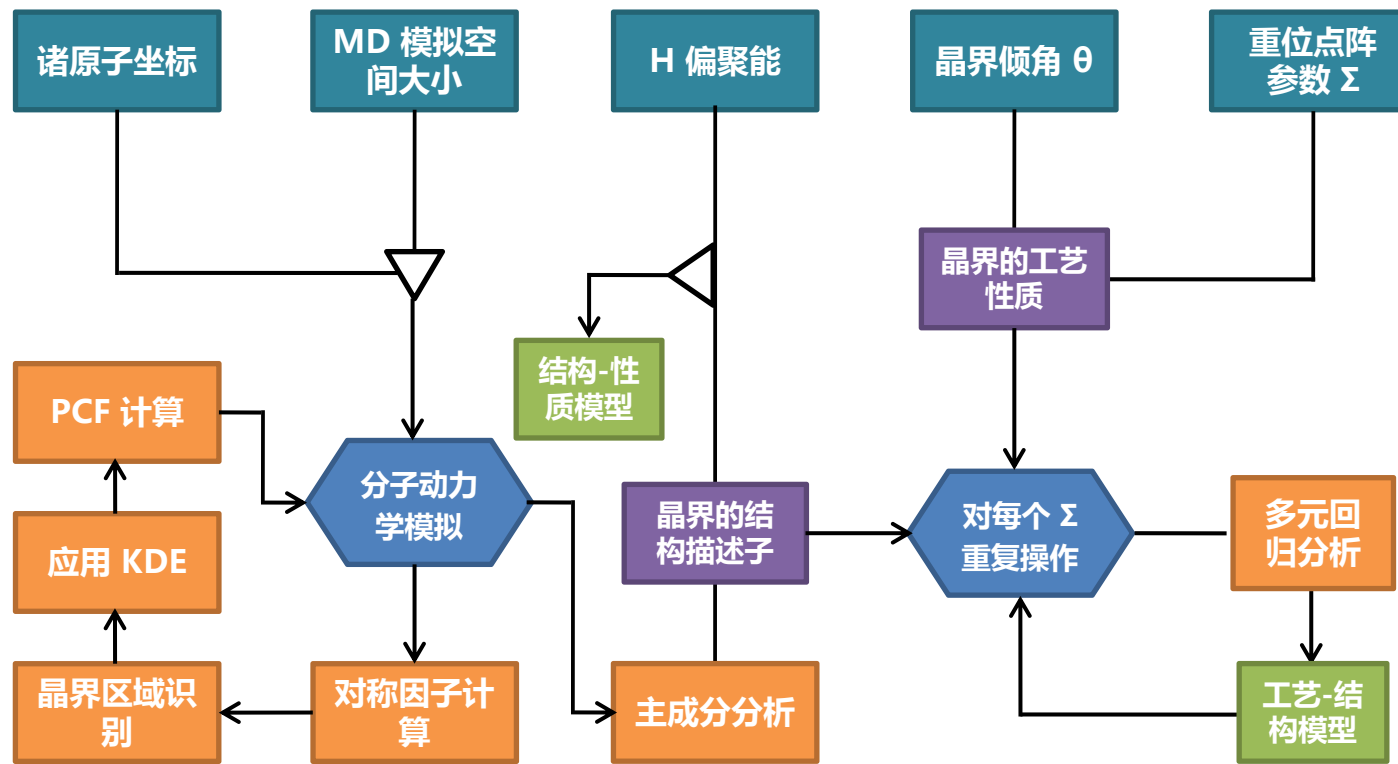 诸原子坐标
MD 模拟空
间大小
H 偏聚能
晶界倾角 θ
重位点阵
参数 Σ
晶界的工艺
性质
结构-性
质模型
PCF 计算
分子动力
学模拟
晶界的结
构描述子
对每个 Σ
重复操作
多元回
归分析
应用 KDE
晶界区域识
别
对称因子计
算
主成分分析
工艺-结
构模型